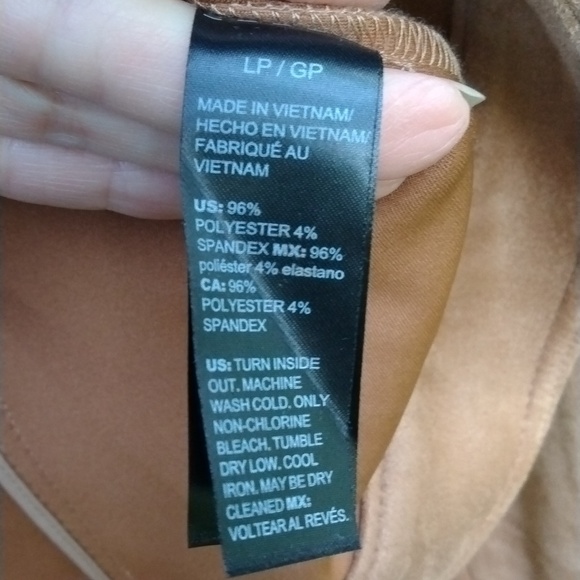 LP / GP
MADE IN VIETNAM/
HECHO EN VIETNAM/
FABRIQUÉ AU
VIETNAM
US: 96%
POLYESTER 4%
SPANDEX MX: 96%
poliéster 4% elastano
CA: 96%
POLYESTER 4%
SPANDEX
US: TURN INSIDE
OUT. MACHINE
WASH COLD. ONLY
NON-CHLORINE
BLEACH. TUMBLE
DRY LOW. COOL
IRON. MAY BE DRY
CLEANED MX:
VOLTEAR AL REVÉS.